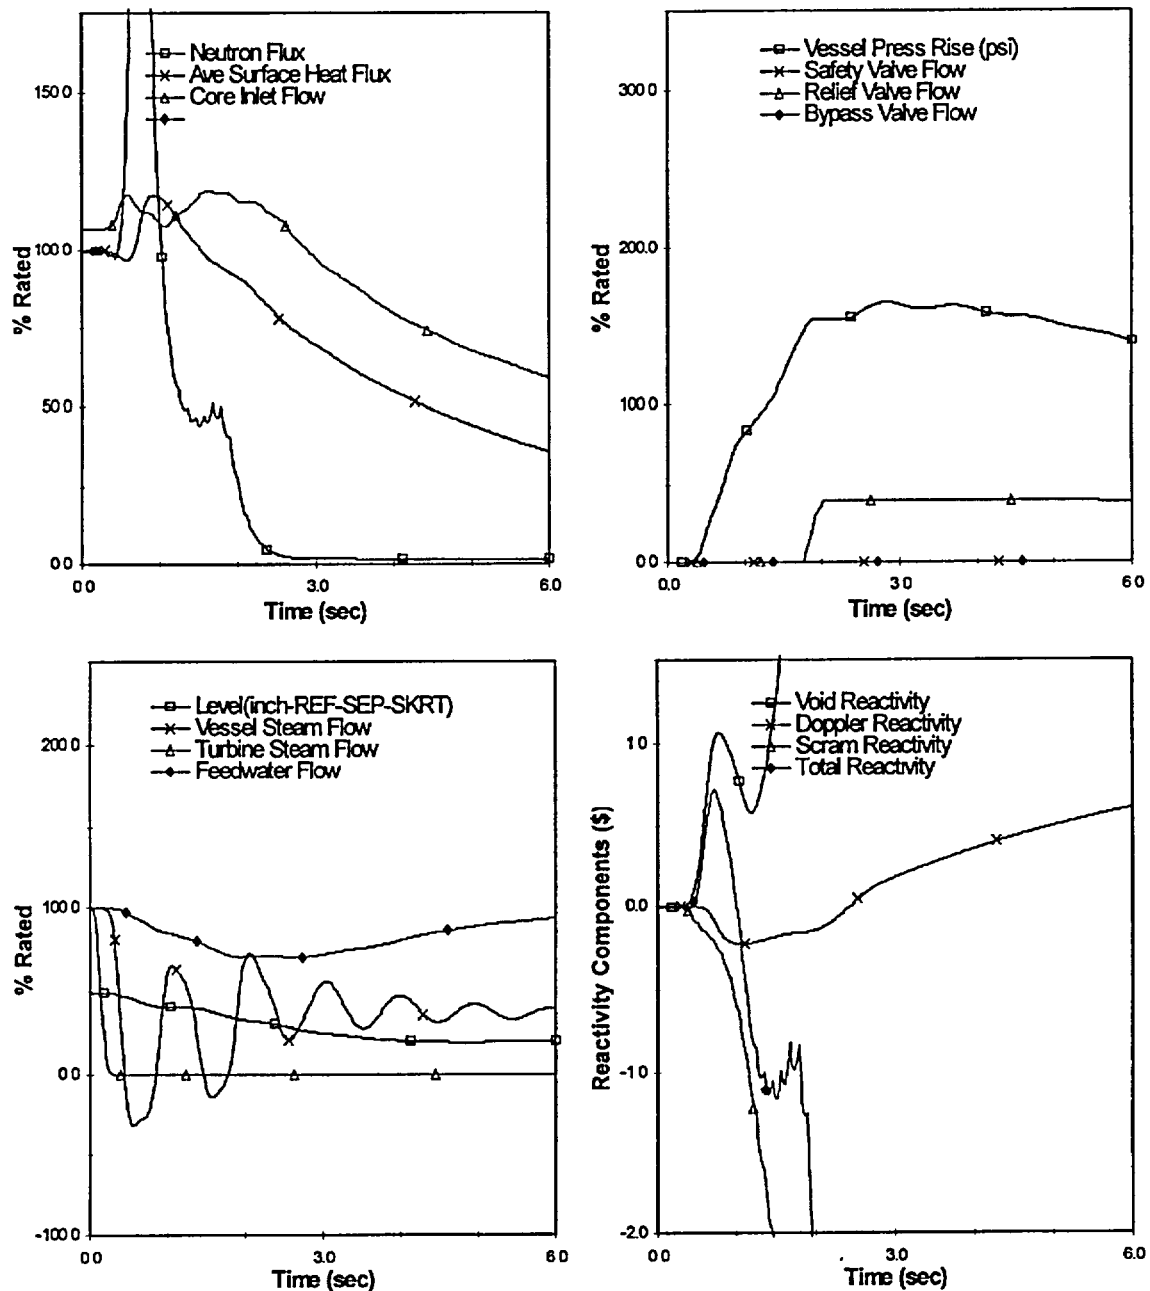 Neutron Flux
Ave Surface Heat Flux
Core Inlet Flow
150 0
100 0
50 0
0.0
% Rated
0 0
3.0
6 0
Time (sec)
Vessel Press Rise (psi)
Safety Valve Flow
Relief Valve Flow
Bypass Valve Flow
300.0
200.0
100 0
0.0
% Rated
0.0
3 0
6 0
Time (sec)
Level(inch-REF-SEP-SKRT)
Vessel Steam Flow
Turbine Steam Flow
Feedwater Flow
200.0
100 0
0 0
-100 0
% Rated
0 0
3.0
6 0
Time (sec)
Void Reactivity
Doppler Reactivity
Scram Reactivity
Total Reactivity
1 0
0.0
-1 0
-2.0
Reactivity Components ($)
0 0
3.0
6.0
Time (sec)